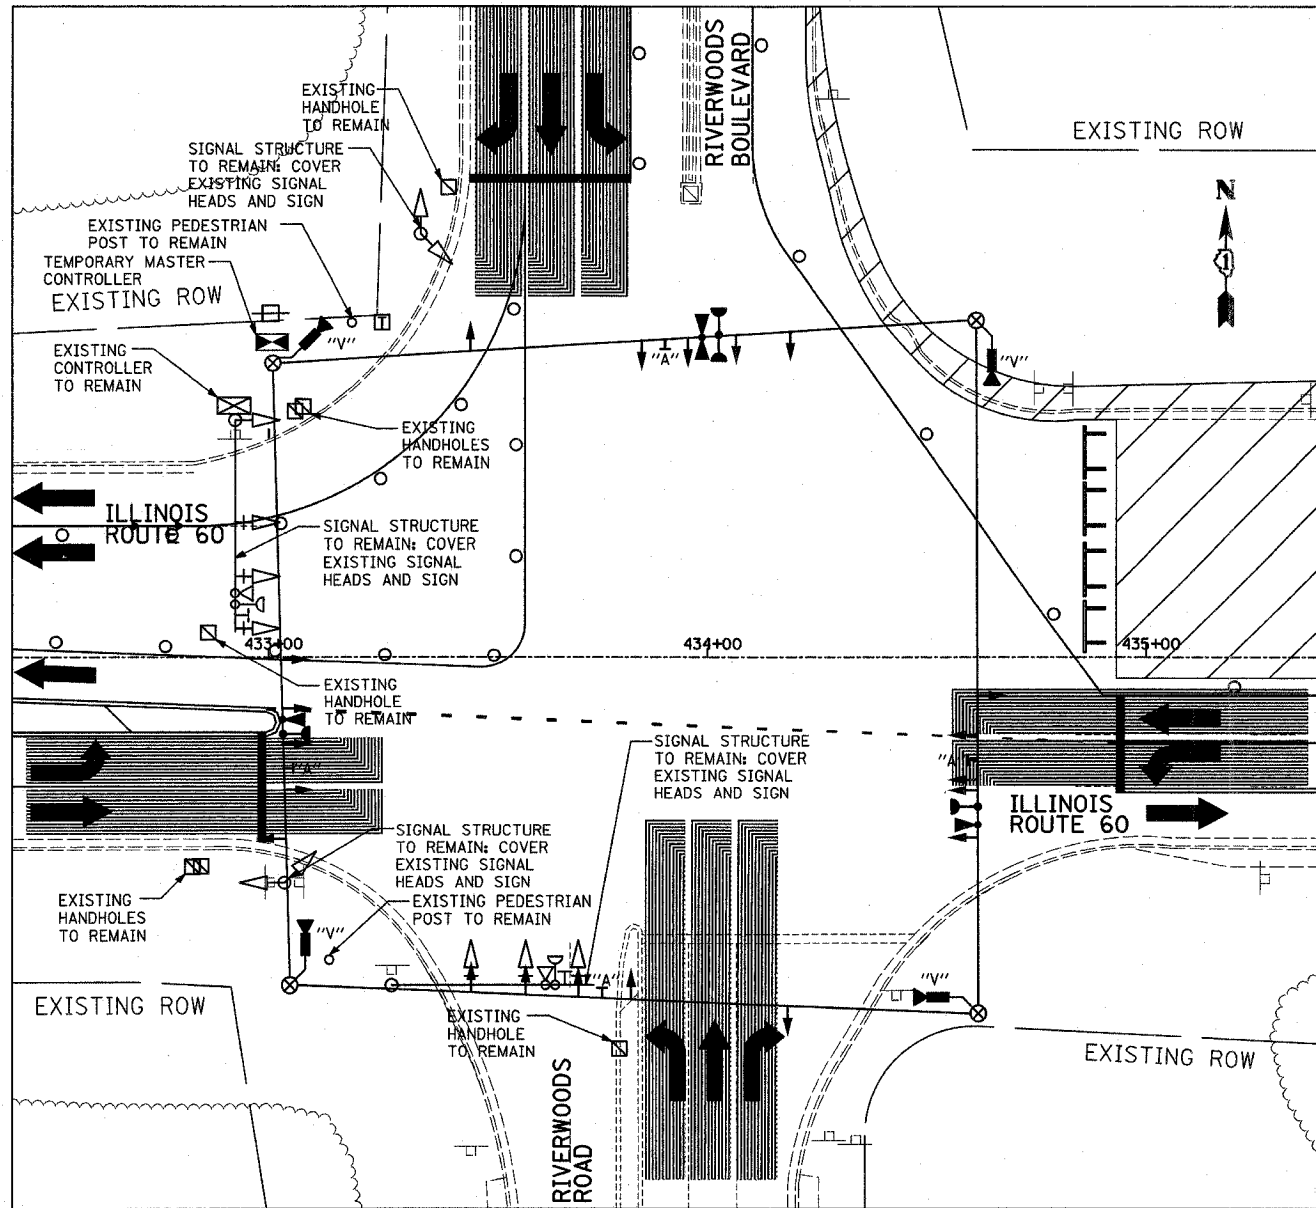 RIVERWOODS
BOULEVARD
EXISTING
HANDHOLE
TO REMAIN
EXISTING ROW
SIGNAL STRUCTURE
TO REMAIN: COVER
EXISTING SIGNAL
HEADS AND SIGN
N
1
EXISTING PEDESTRIAN
POST TO REMAIN
TEMPORARY MASTER
CONTROLLER
EXISTING ROW
T
"V"
"A"
"V"
EXISTING
CONTROLLER
TO REMAIN
EXISTING
HANDHOLES
TO REMAIN
ILLINOIS
ROUTE 60
SIGNAL STRUCTURE
TO REMAIN: COVER
EXISTING SIGNAL
HEADS AND SIGN
433+00
434+00
435+00
EXISTING
HANDHOLE
TO REMAIN
SIGNAL STRUCTURE
TO REMAIN: COVER
EXISTING SIGNAL
HEADS AND SIGN
"A"
"A"
ILLINOIS
ROUTE 60
SIGNAL STRUCTURE
TO REMAIN: COVER
EXISTING SIGNAL
HEADS AND SIGN
EXISTING PEDESTRIAN
POST TO REMAIN
EXISTING
HANDHOLES
TO REMAIN
"V"
"A"
"V"
EXISTING ROW
EXISTING
HANDHOLE
TO REMAIN
EXISTING ROW
RIVERWOODS
ROAD